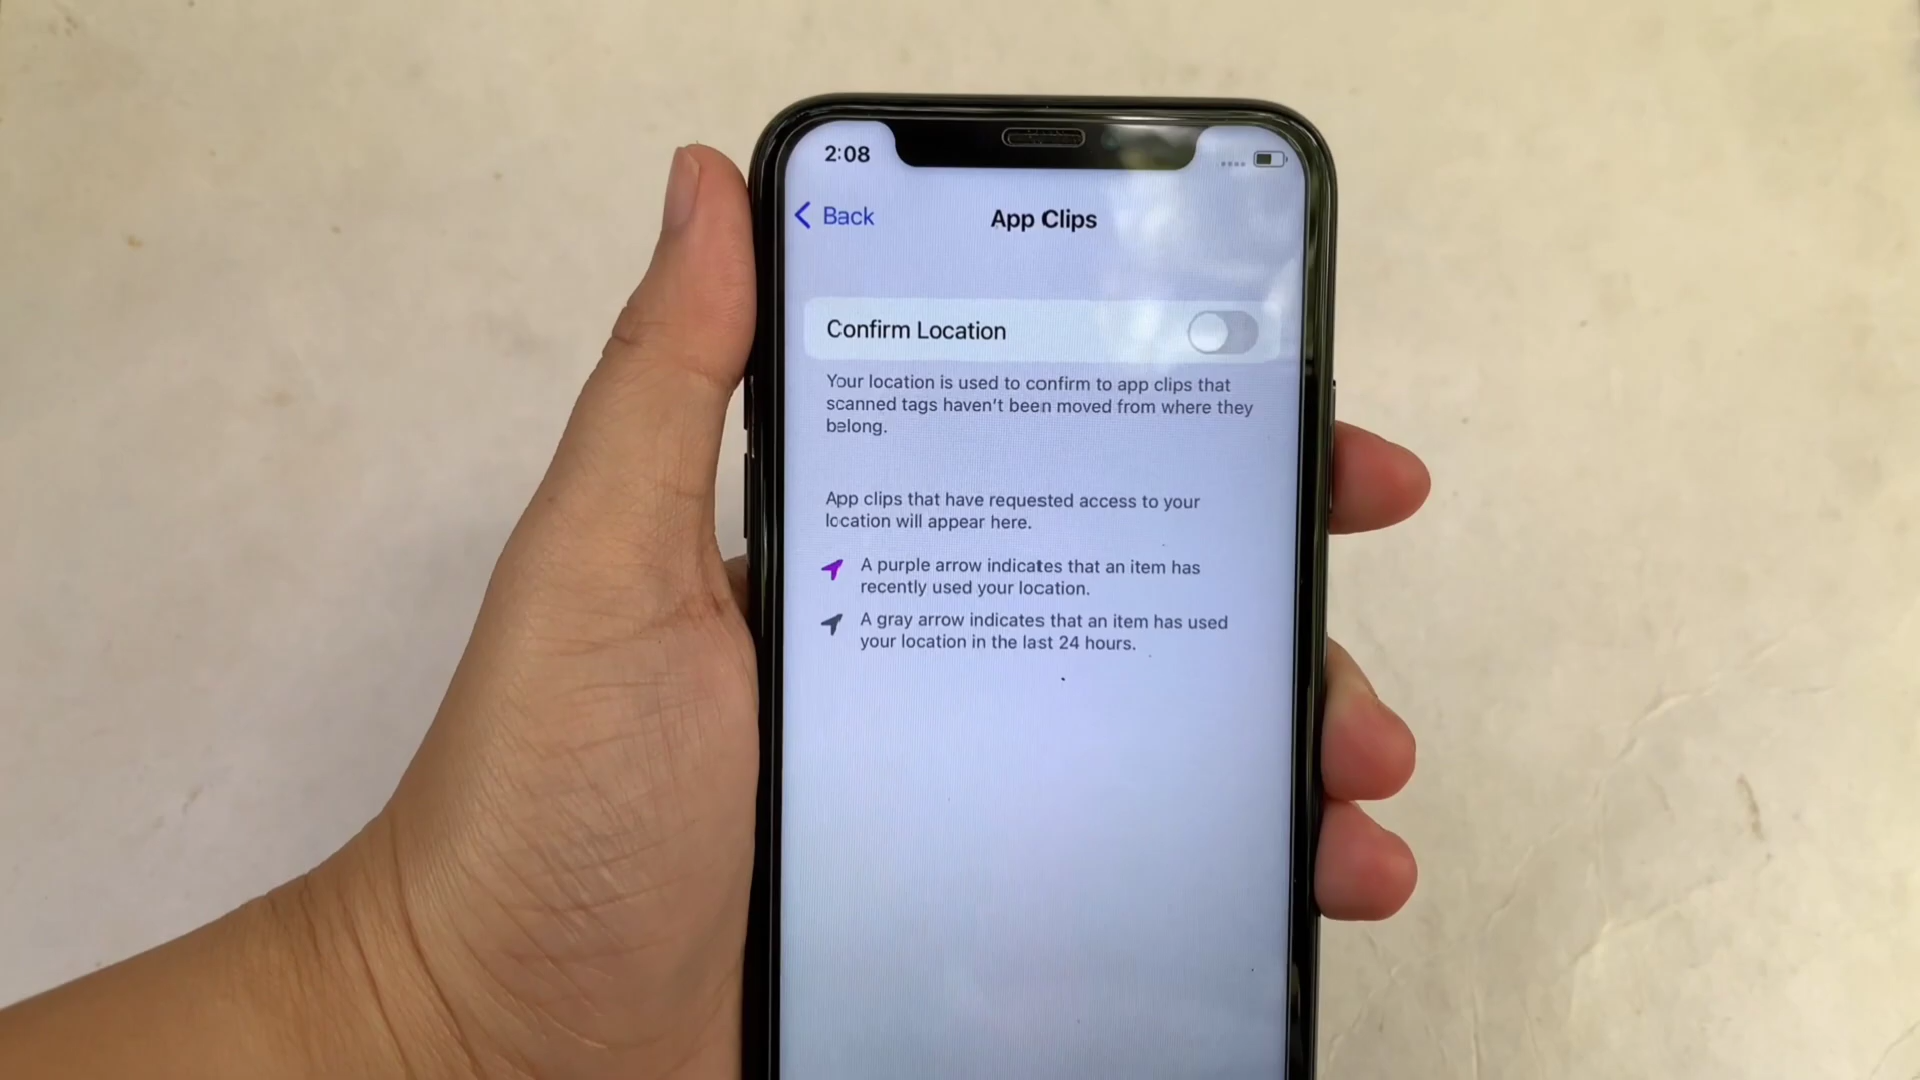 2:08
Back
App Clips
Confirm Location
Your location is used to confirm to app clips that
scanned tags haven't been moved from where they
belong.
App clips that have requested access to your
location will appear here.
A purple arrow indicates that an item has
recently used your location.
A gray arrow indicates that an item has used
your location in the last 24 hours.